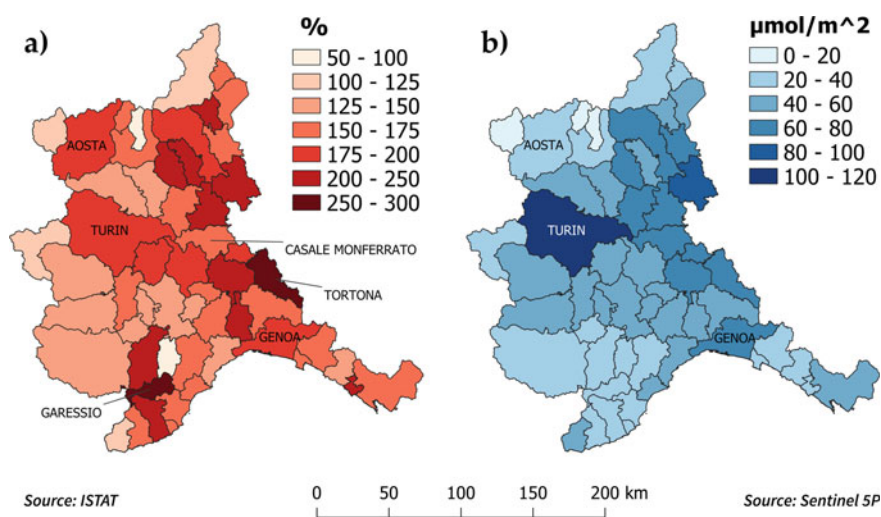 a)
%
50 - 100
100 - 125
125 - 150
150 - 175
175 - 200
200 - 250
250 - 300
AOSTA
TURIN
CASALE MONFERRATO
TORTONA
GENOA
GARESSIO
Source: ISTAT
b)
µmol/m^2
0 - 20
20 - 40
40 - 60
60 - 80
80 - 100
100 - 120
AOSTA
TURIN
GENOA
0 50 100 150 200 km
Source: Sentinel 5P